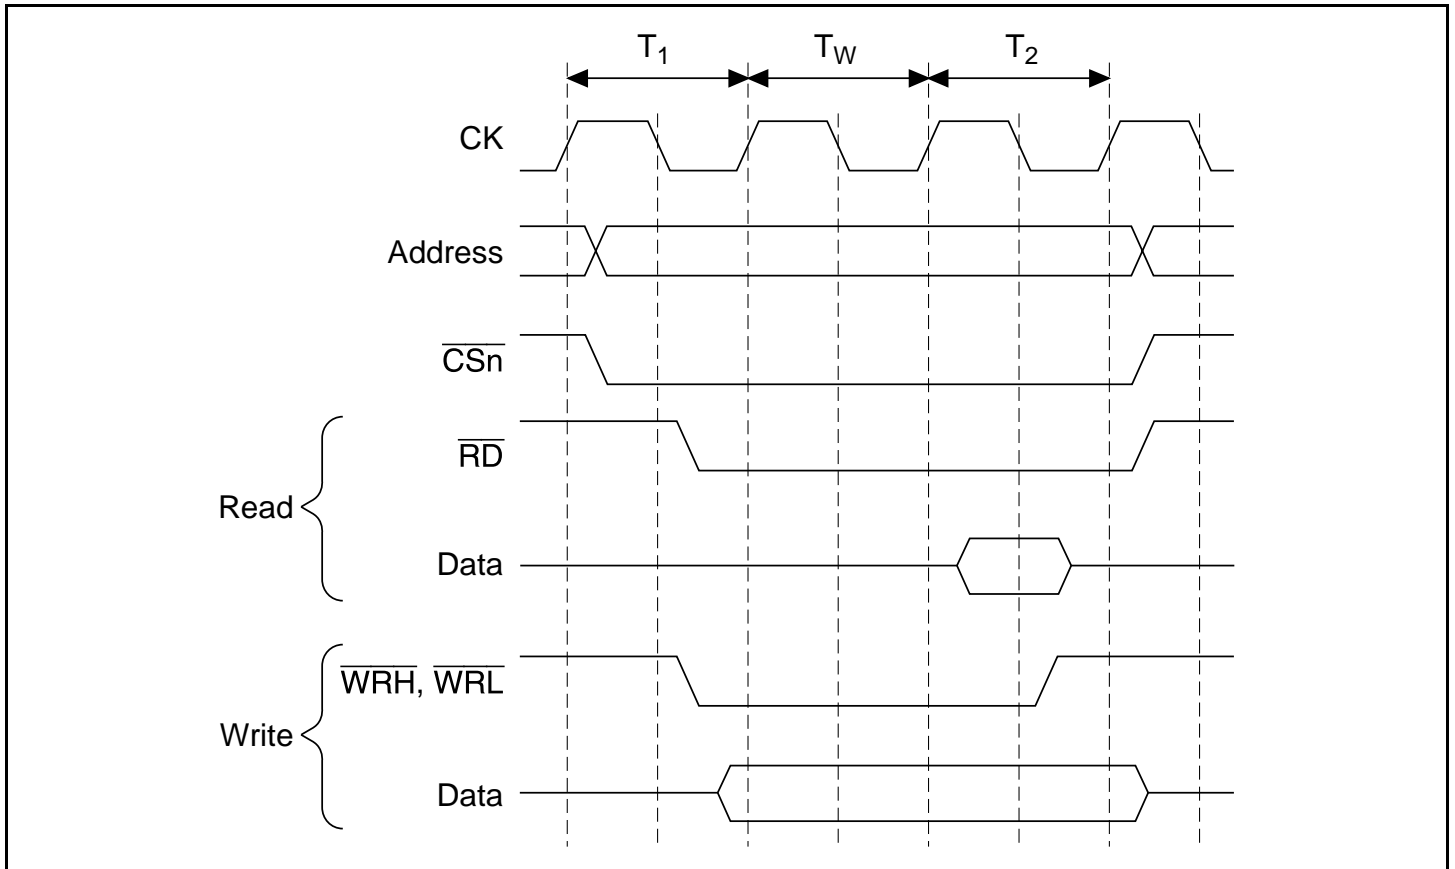 T1 TW T2
CK
Address
CSn
RD
Read
Data
WRH, WRL
Write
Data